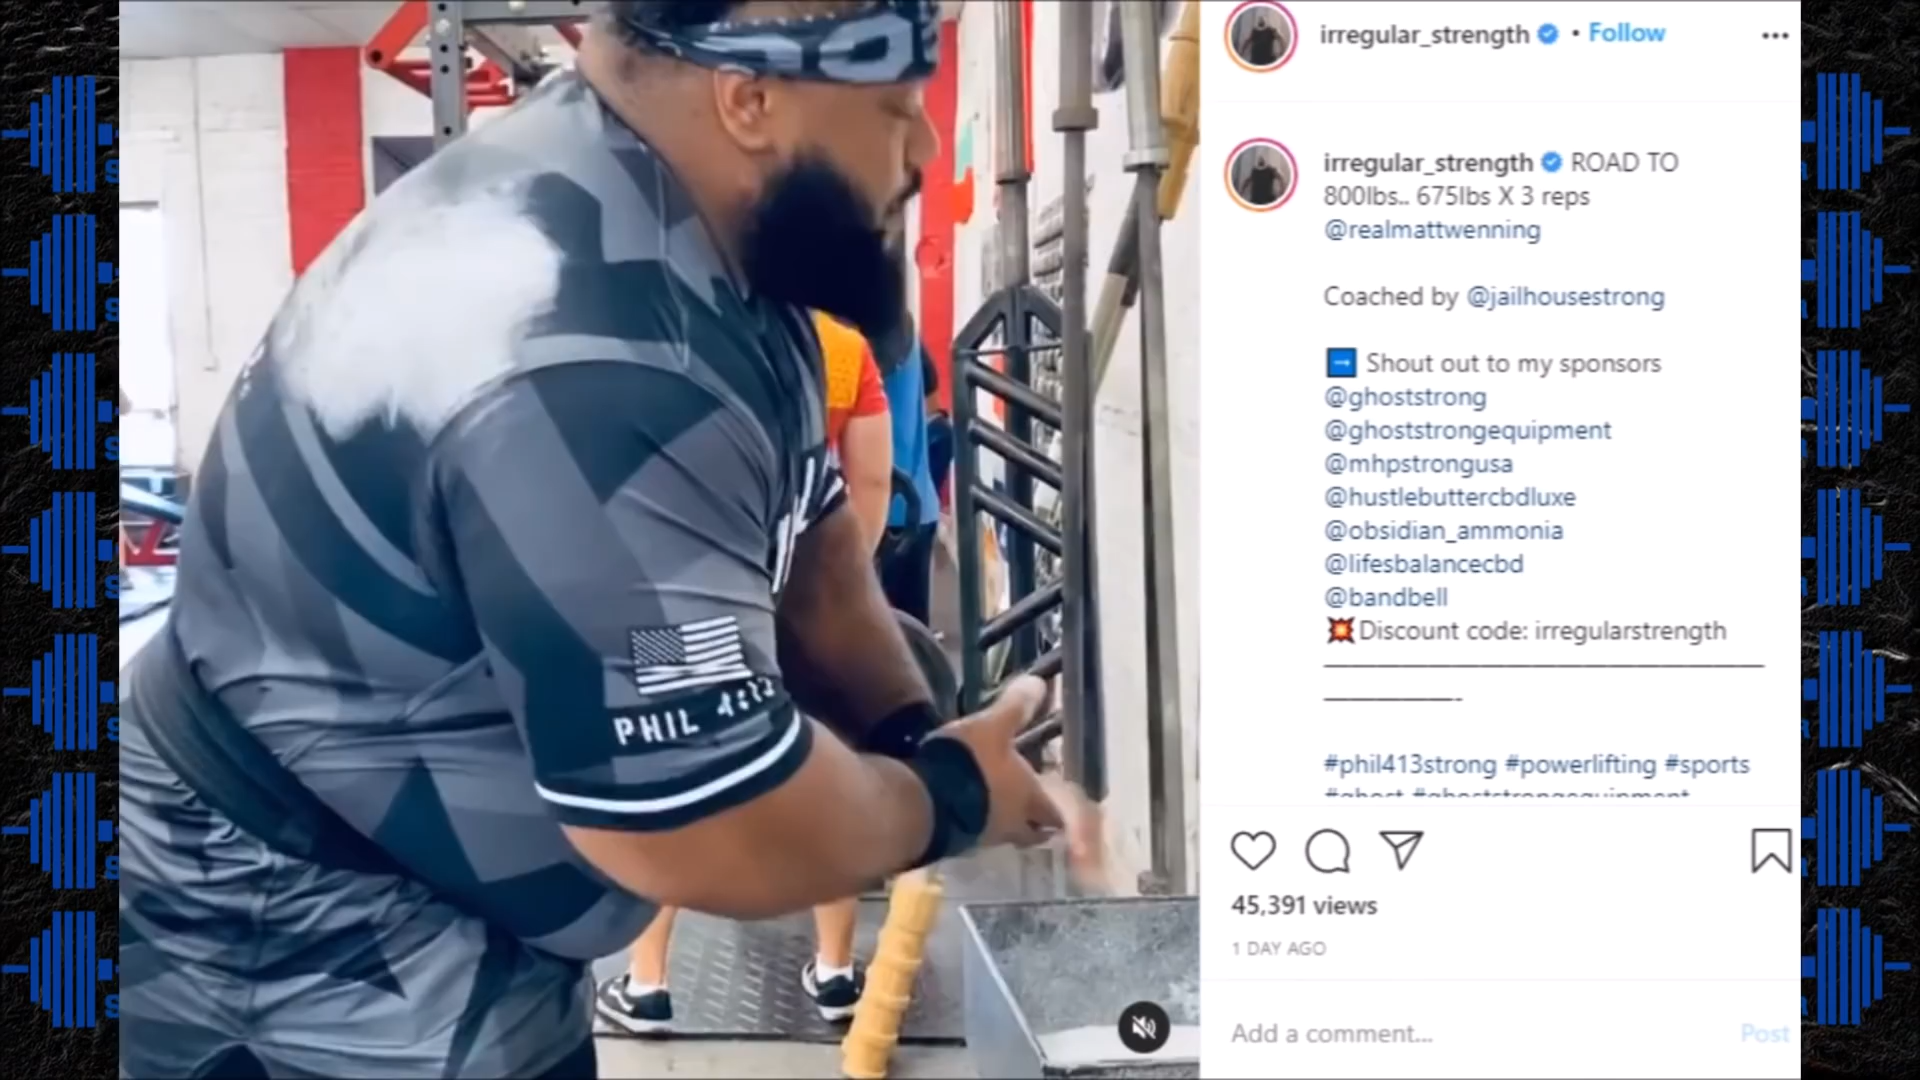 irregular_strength • Follow
irregular_strength ROAD TO
800lbs.. 675lbs X 3 reps
@realmattwenning
Coached by @jailhousestrong
Shout out to my sponsors
@ghoststrong
@ghoststrongequipment
@mhpstrongusa
@hustlebuttercbdluxe
@obsidian_ammonia
@lifesbalancecbd
@bandbell
Discount code: irregularstrength
#phil413strong #powerlifting #sports
#ghost #ghoststrongequipment
45,391 views
1 DAY AGO
Add a comment... Post
PHIL 4:13